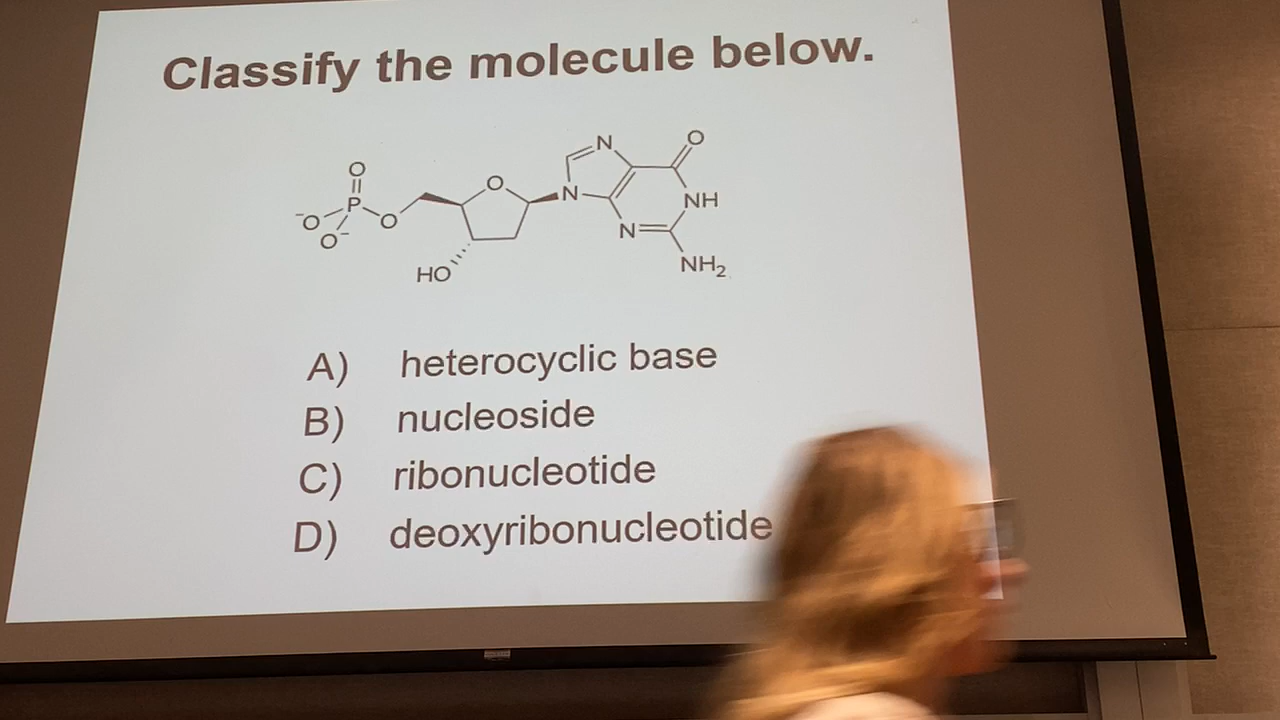 Classify the molecule below.
O
P
⁻O
O⁻
O
HO
O
N
N
N
O
NH
NH₂
A) heterocyclic base
B) nucleoside
C) ribonucleotide
D) deoxyribonucleotide